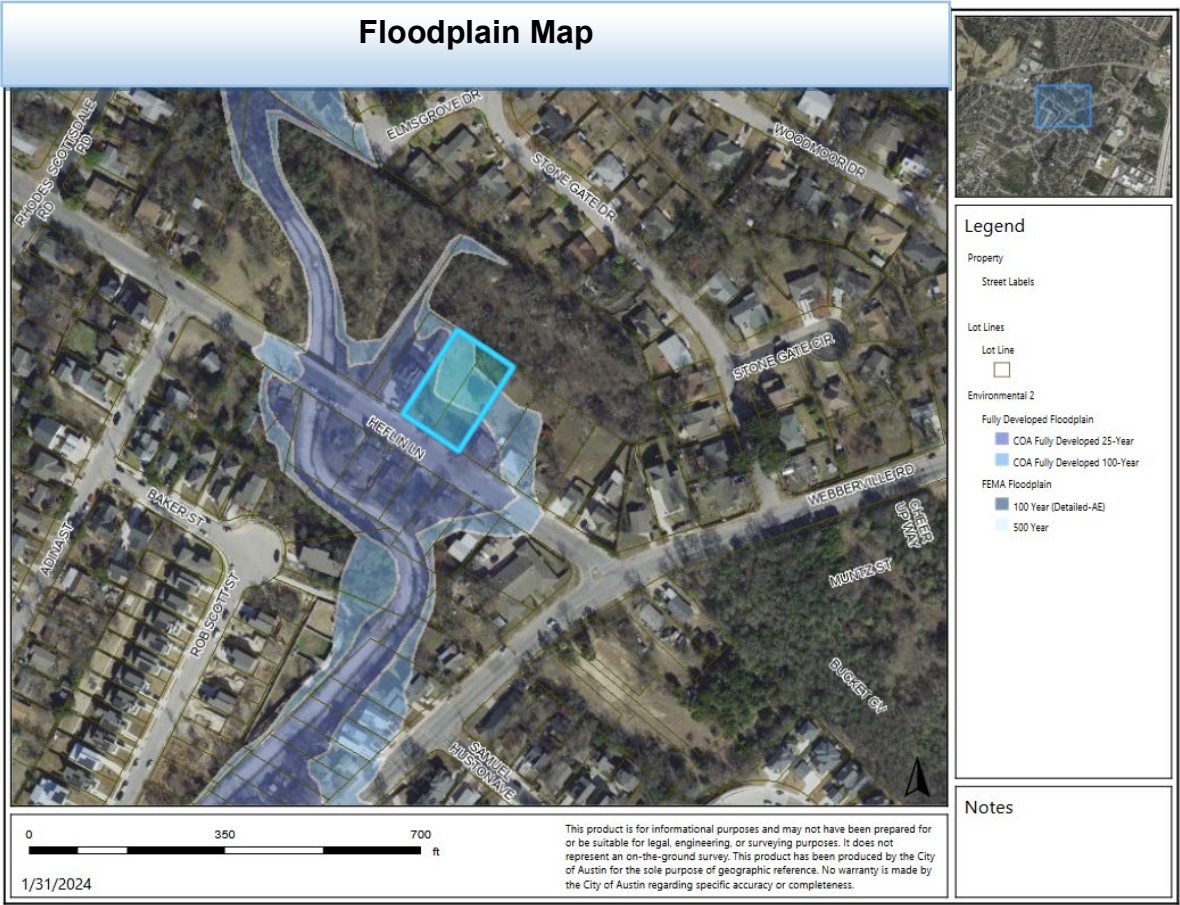 Floodplain Map
RHODES
RD
SCOTTSDALE
RD
ELMSGROVE DR
STONE GATE DR
WOODMOOR DR
STONE GATE CIR
HEFLIN LN
WEBBERVILLE RD
CHEER
UP WAY
MUNTZ ST
BUCKET CV
BAKER ST
ADINA ST
ROB SCOTT ST
SAMUEL
HUSTON AVE
Legend
Property
Street Labels
Lot Lines
Lot Line
Environmental 2
Fully Developed Floodplain
COA Fully Developed 25-Year
COA Fully Developed 100-Year
FEMA Floodplain
100 Year (Detailed-AE)
500 Year
Notes
0 350 700
ft
1/31/2024
This product is for informational purposes and may not have been prepared for
or be suitable for legal, engineering, or surveying purposes. It does not
represent an on-the-ground survey. This product has been produced by the City
of Austin for the sole purpose of geographic reference. No warranty is made by
the City of Austin regarding specific accuracy or completeness.